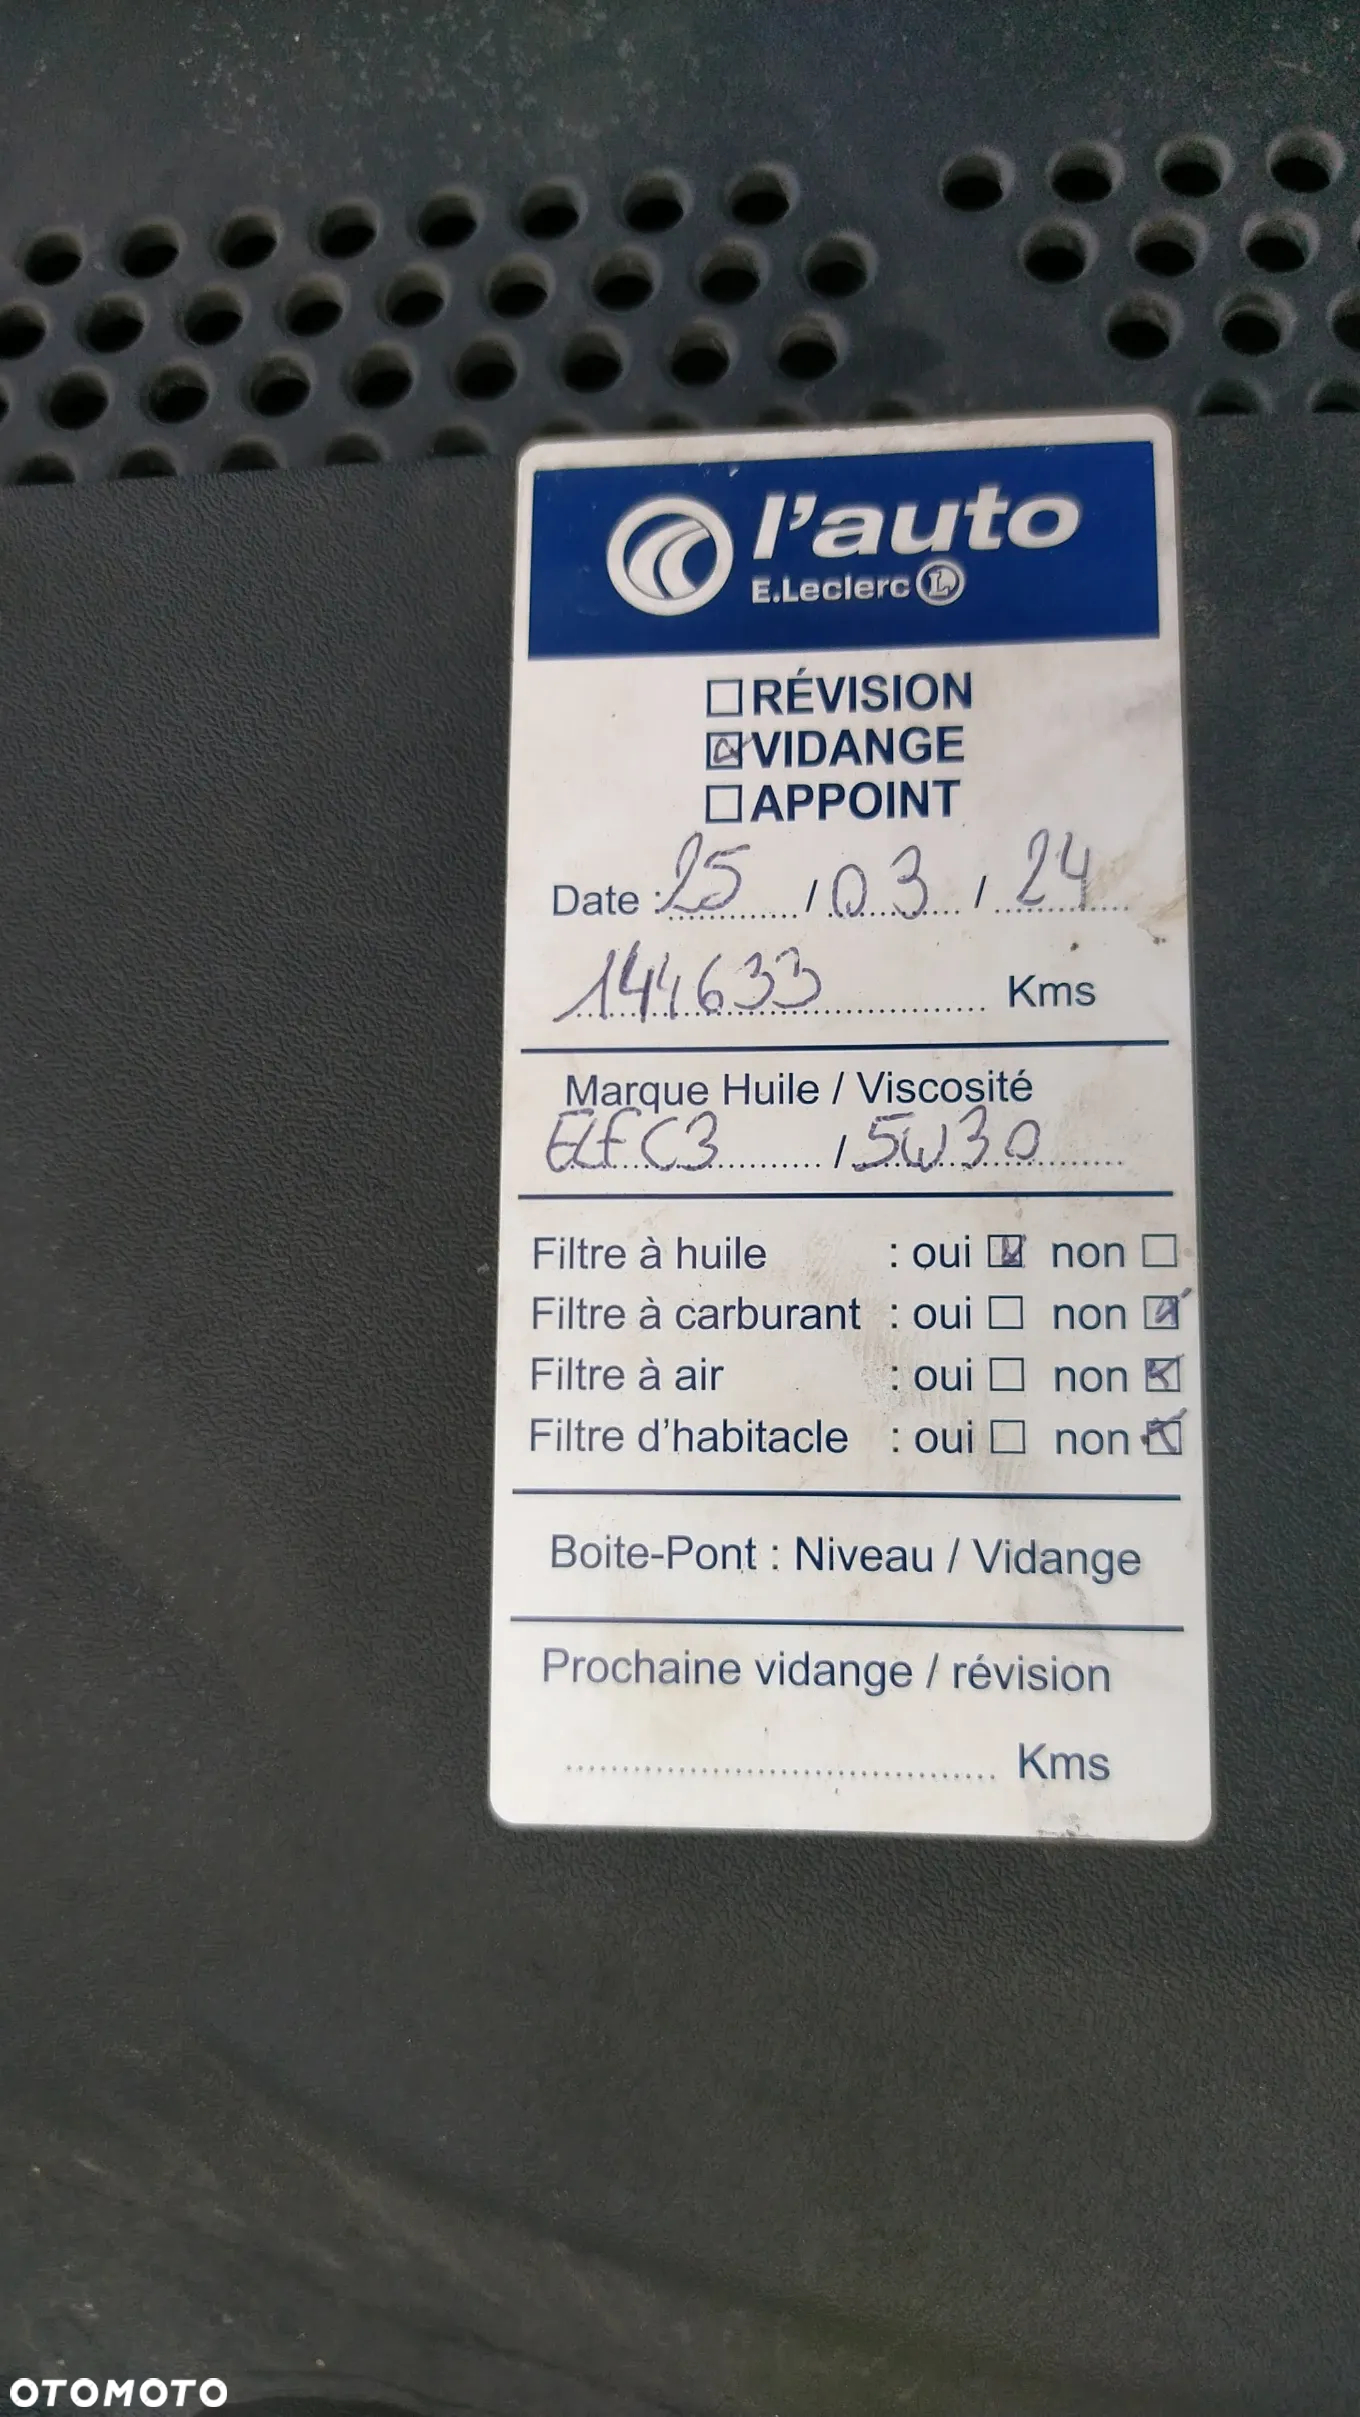 l'auto
E.Leclerc L
RÉVISION
VIDANGE
APPOINT
Date : 25 / 03 / 24
144633 Kms
Marque Huile / Viscosité
ELF C3 / 5W30
Filtre à huile : oui non
Filtre à carburant : oui non
Filtre à air : oui non
Filtre d'habitacle : oui non
Boite-Pont : Niveau / Vidange
Prochaine vidange / révision
Kms
OTOMOTO